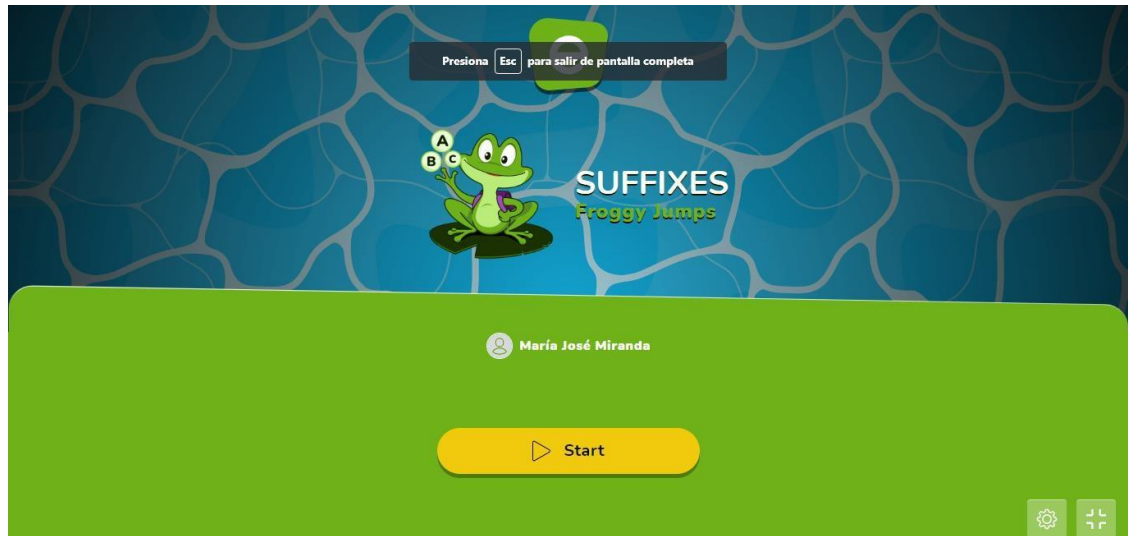 Presiona Esc para salir de pantalla completa
A
B C
SUFFIXES
Froggy Jumps
María José Miranda
Start